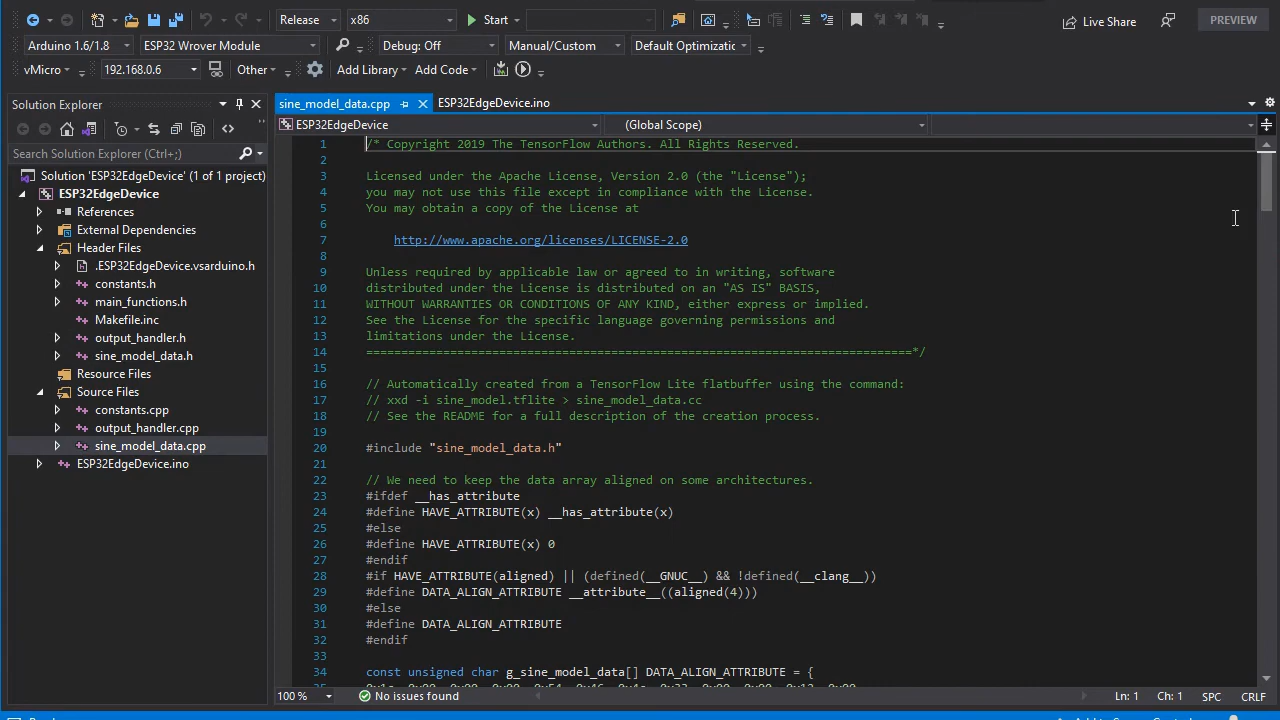 Release x86 Start Live Share PREVIEW
Arduino 1.6/1.8 ESP32 Wrover Module Debug: Off Manual/Custom Default Optimizatic
vMicro 192.168.0.6 Other Add Library Add Code
Solution Explorer
Search Solution Explorer (Ctrl+;)
Solution 'ESP32EdgeDevice' (1 of 1 project)
ESP32EdgeDevice
References
External Dependencies
Header Files
.ESP32EdgeDevice.vsarduino.h
constants.h
main_functions.h
Makefile.inc
output_handler.h
sine_model_data.h
Resource Files
Source Files
constants.cpp
output_handler.cpp
sine_model_data.cpp
ESP32EdgeDevice.ino
sine_model_data.cpp ESP32EdgeDevice.ino
ESP32EdgeDevice (Global Scope)
1 /* Copyright 2019 The TensorFlow Authors. All Rights Reserved.
2
3 Licensed under the Apache License, Version 2.0 (the "License");
4 you may not use this file except in compliance with the License.
5 You may obtain a copy of the License at
6
7 http://www.apache.org/licenses/LICENSE-2.0
8
9 Unless required by applicable law or agreed to in writing, software
10 distributed under the License is distributed on an "AS IS" BASIS,
11 WITHOUT WARRANTIES OR CONDITIONS OF ANY KIND, either express or implied.
12 See the License for the specific language governing permissions and
13 limitations under the License.
14 ==============================================================================*/
15
16 // Automatically created from a TensorFlow Lite flatbuffer using the command:
17 // xxd -i sine_model.tflite > sine_model_data.cc
18 // See the README for a full description of the creation process.
19
20 #include "sine_model_data.h"
21
22 // We need to keep the data array aligned on some architectures.
23 #ifdef __has_attribute
24 #define HAVE_ATTRIBUTE(x) __has_attribute(x)
25 #else
26 #define HAVE_ATTRIBUTE(x) 0
27 #endif
28 #if HAVE_ATTRIBUTE(aligned) || (defined(__GNUC__) && !defined(__clang__))
29 #define DATA_ALIGN_ATTRIBUTE __attribute__((aligned(4)))
30 #else
31 #define DATA_ALIGN_ATTRIBUTE
32 #endif
33
34 const unsigned char g_sine_model_data[] DATA_ALIGN_ATTRIBUTE = {
100 % No issues found Ln: 1 Ch: 1 SPC CRLF